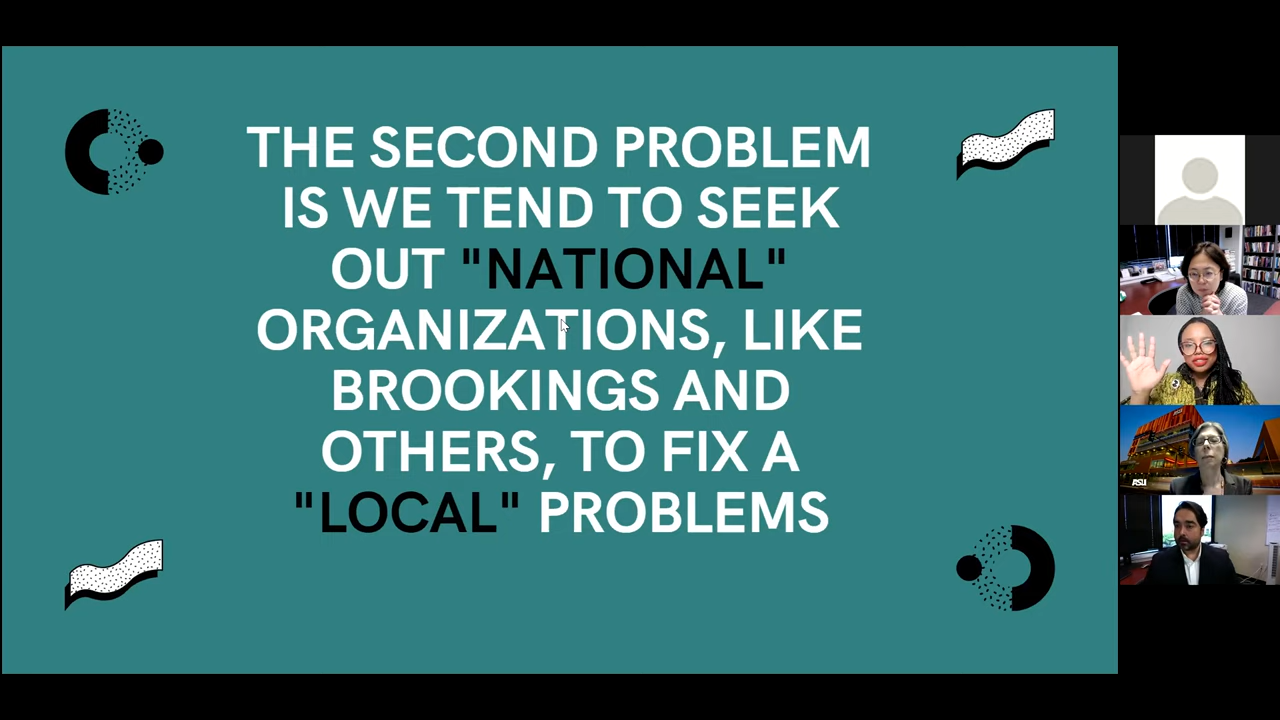 THE SECOND PROBLEM
IS WE TEND TO SEEK
OUT "NATIONAL"
ORGANIZATIONS, LIKE
BROOKINGS AND
OTHERS, TO FIX A
"LOCAL" PROBLEMS
ASU